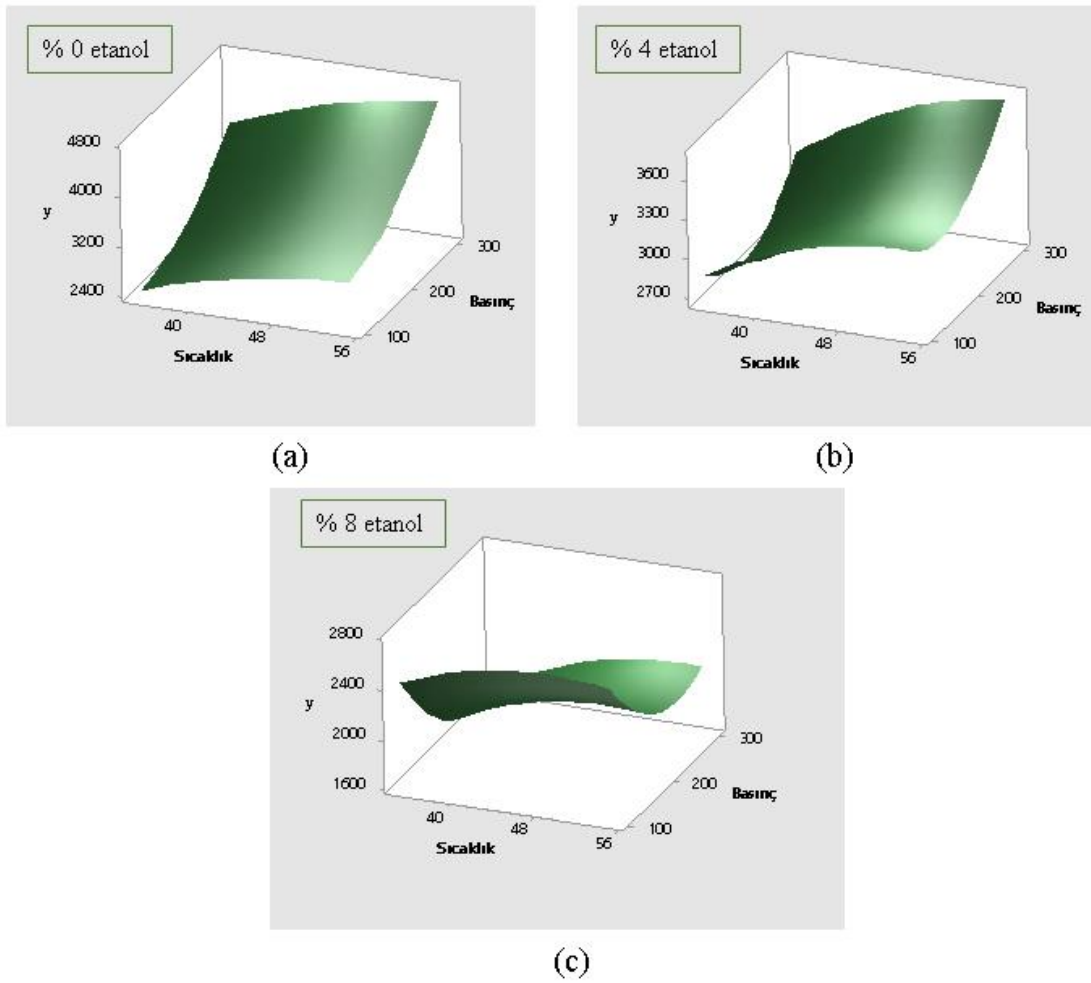 % 0 etanol
4800
4000
y
3200
2400
40
48
56
Sıcaklık
300
200
100
Basınç
(a)
% 4 etanol
3600
3300
y
3000
2700
40
48
56
Sıcaklık
300
200
100
Basınç
(b)
% 8 etanol
2800
2400
y
2000
1600
40
48
56
Sıcaklık
300
200
100
Basınç
(c)